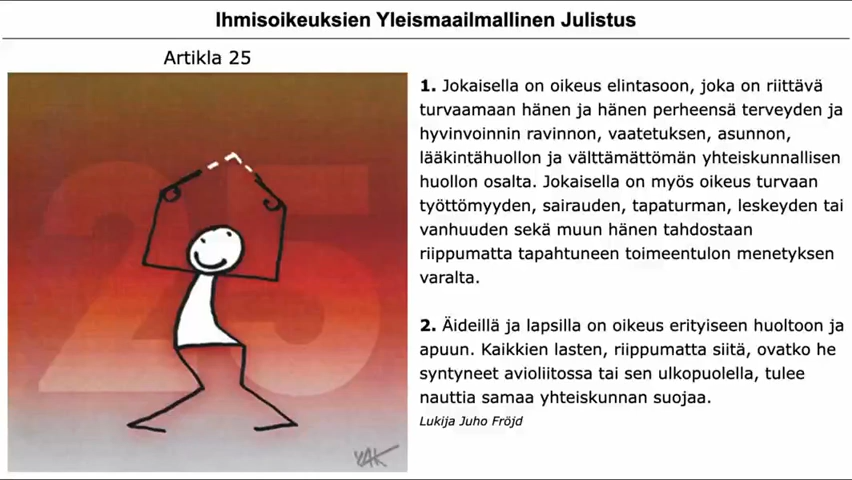 Ihmisoikeuksien Yleismaailmallinen Julistus
Artikla 25
25
1. Jokaisella on oikeus elintasoon, joka on riittävä
turvaamaan hänen ja hänen perheensä terveyden ja
hyvinvoinnin ravinnon, vaatetuksen, asunnon,
lääkintähuollon ja välttämättömän yhteiskunnallisen
huollon osalta. Jokaisella on myös oikeus turvaan
työttömyyden, sairauden, tapaturman, leskeyden tai
vanhuuden sekä muun hänen tahdostaan
riippumatta tapahtuneen toimeentulon menetyksen
varalta.
2. Äideillä ja lapsilla on oikeus erityiseen huoltoon ja
apuun. Kaikkien lasten, riippumatta siitä, ovatko he
syntyneet avioliitossa tai sen ulkopuolella, tulee
nauttia samaa yhteiskunnan suojaa.
Lukija Juho Fröjd
YAK